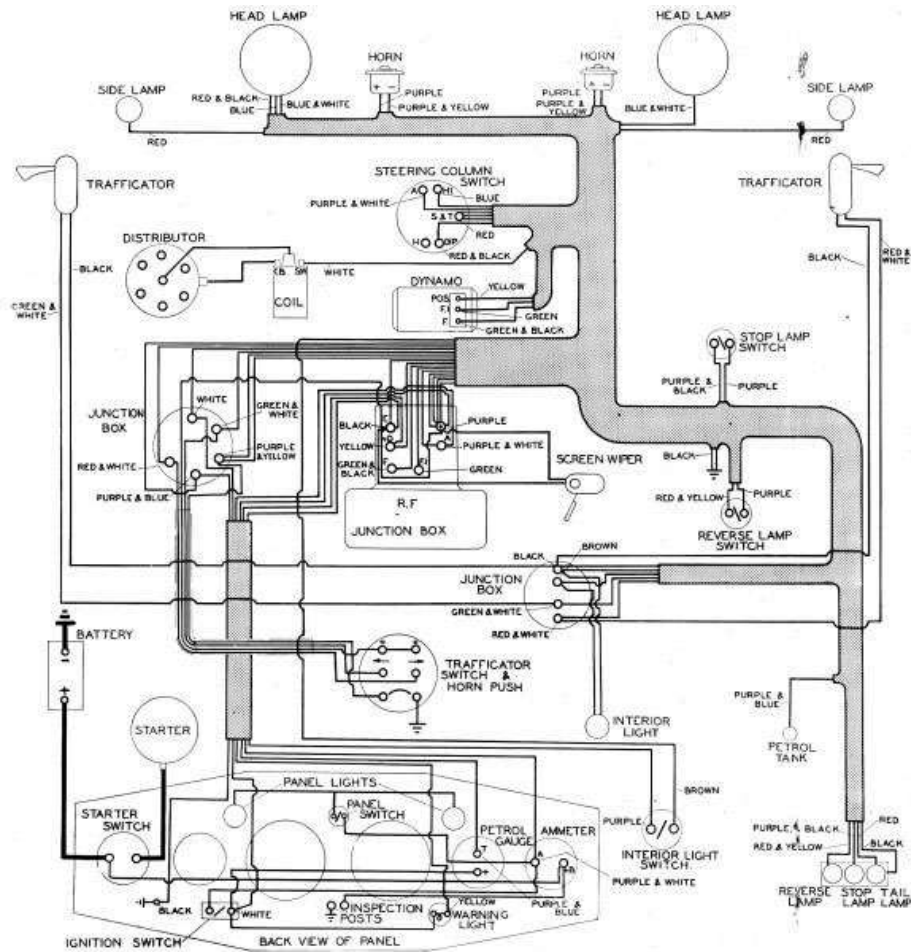 HEAD LAMP
HEAD LAMP
HORN
HORN
+ -
SIDE LAMP
SIDE LAMP
RED & BLACK
BLUE
BLUE & WHITE
PURPLE
PURPLE & YELLOW
PURPLE
PURPLE &
YELLOW
BLUE & WHITE
RED
RED
TRAFFICATOR
TRAFFICATOR
STEERING COLUMN
SWITCH
A
H1
PURPLE & WHITE
BLUE
S & T
RED
H
RED & BLACK
DISTRIBUTOR
BLACK
GREEN &
WHITE
BLACK
RED &
WHITE
SW
COIL
WHITE
DYNAMO
POS
YELLOW
F.
GREEN
GREEN & BLACK
STOP LAMP
SWITCH
PURPLE &
BLACK
PURPLE
WHITE
GREEN &
WHITE
JUNCTION
BOX
PURPLE
& YELLOW
RED & WHITE
PURPLE & BLUE
BLACK
YELLOW
GREEN &
BLACK
PURPLE
PURPLE & WHITE
GREEN
R.F
JUNCTION BOX
SCREEN WIPER
BLACK
RED & YELLOW
PURPLE
REVERSE LAMP
SWITCH
BLACK
BROWN
JUNCTION
BOX
GREEN & WHITE
RED & WHITE
BATTERY
-
+
TRAFFICATOR
SWITCH &
HORN PUSH
INTERIOR
LIGHT
PURPLE &
BLUE
PETROL
TANK
STARTER
PANEL LIGHTS
PANEL
SWITCH
STARTER
SWITCH
PETROL
GAUGE
T
+
AMMETER
A
B
PURPLE
BROWN
INTERIOR LIGHT
SWITCH
PURPLE & WHITE
PURPLE & BLACK
RED & YELLOW
RED
BLACK
REVERSE
LAMP
STOP
LAMP
TAIL
LAMP
BLACK
WHITE
INSPECTION
POSTS
YELLOW
WARNING
LIGHT
PURPLE &
BLUE
IGNITION SWITCH
BACK VIEW OF PANEL